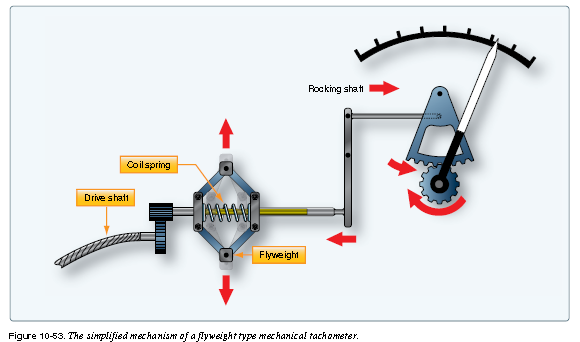 Rocking shaft
Coil spring
Drive shaft
Flyweight
Figure 10-53. The simplified mechanism of a flyweight type mechanical tachometer.